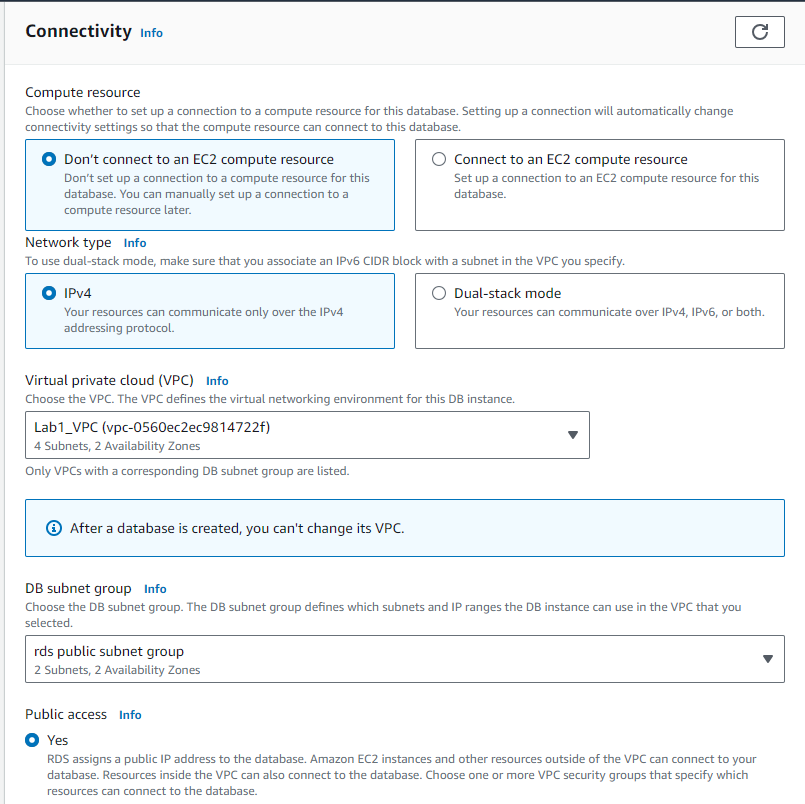 Connectivity Info
Compute resource
Choose whether to set up a connection to a compute resource for this database. Setting up a connection will automatically change
connectivity settings so that the compute resource can connect to this database.
Don't connect to an EC2 compute resource
Don't set up a connection to a compute resource for this
database. You can manually set up a connection to a
compute resource later.
Connect to an EC2 compute resource
Set up a connection to an EC2 compute resource for this
database.
Network type Info
To use dual-stack mode, make sure that you associate an IPv6 CIDR block with a subnet in the VPC you specify.
IPv4
Your resources can communicate only over the IPv4
addressing protocol.
Dual-stack mode
Your resources can communicate over IPv4, IPv6, or both.
Virtual private cloud (VPC) Info
Choose the VPC. The VPC defines the virtual networking environment for this DB instance.
Lab1_VPC (vpc-0560ec2ec9814722f)
4 Subnets, 2 Availability Zones
Only VPCs with a corresponding DB subnet group are listed.
After a database is created, you can't change its VPC.
DB subnet group Info
Choose the DB subnet group. The DB subnet group defines which subnets and IP ranges the DB instance can use in the VPC that you
selected.
rds public subnet group
2 Subnets, 2 Availability Zones
Public access Info
Yes
RDS assigns a public IP address to the database. Amazon EC2 instances and other resources outside of the VPC can connect to your
database. Resources inside the VPC can also connect to the database. Choose one or more VPC security groups that specify which
resources can connect to the database.